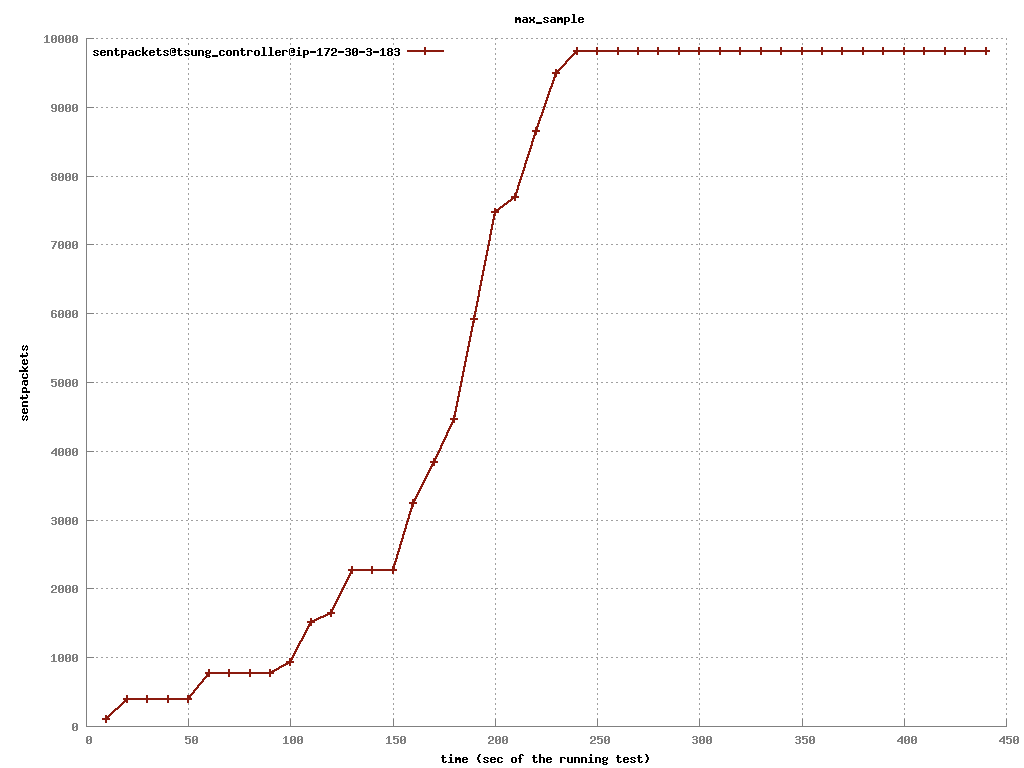 max_sample
sentpackets@tsung_controller@ip-172-30-3-183
10000
9000
8000
7000
6000
5000
4000
3000
2000
1000
0
sentpackets
0 50 100 150 200 250 300 350 400 450
time (sec of the running test)